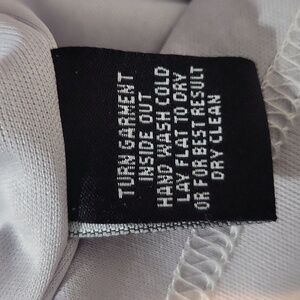 TURN GARMENT
INSIDE OUT
HAND WASH COLD
LAY FLAT TO DRY
OR FOR BEST RESULT
DRY CLEAN